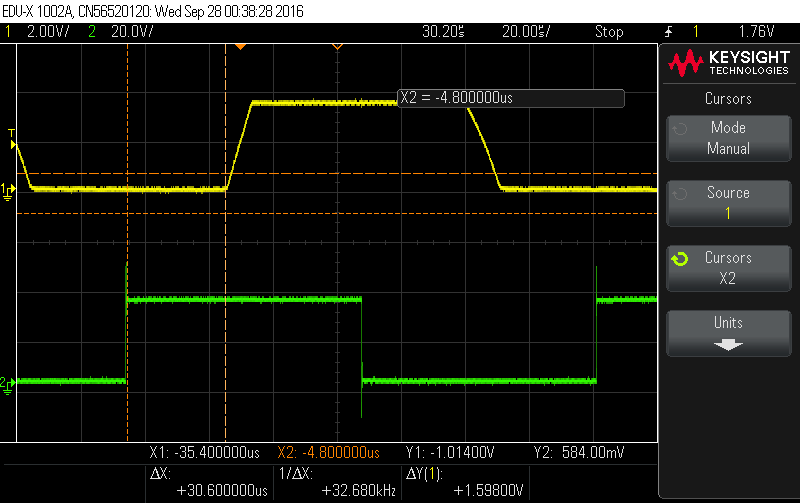 EDU-X 1002A, CN56520120: Wed Sep 28 00:38:28 2016
1 2.00V/ 2 20.0V/ 30.20s 20.00s/ Stop 1 1.76V
KEYSIGHT
TECHNOLOGIES
Cursors
Mode
Manual
Source
1
Cursors
X2
Units
X2 = -4.800000us
T
1
2
X1: -35.400000us X2: -4.800000us Y1: -1.01400V Y2: 584.00mV
ΔX:
+30.600000us
1/ΔX:
+32.680kHz
ΔY(1):
+1.59800V